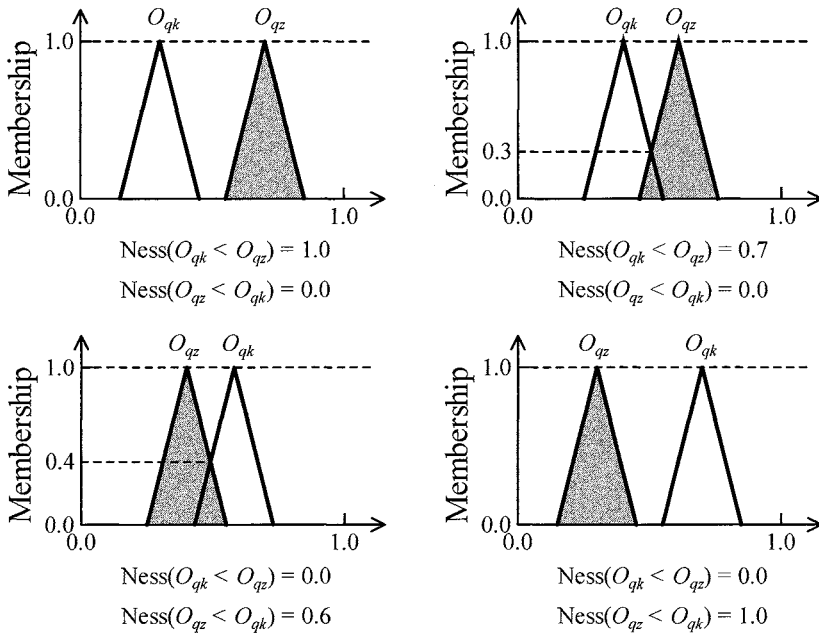 O_qk O_qz
1.0
Membership
0.0
0.0 1.0
Ness(O_qk < O_qz) = 1.0
Ness(O_qz < O_qk) = 0.0
O_qk O_qz
1.0
Membership
0.3
0.0
0.0 1.0
Ness(O_qk < O_qz) = 0.7
Ness(O_qz < O_qk) = 0.0
O_qz O_qk
1.0
Membership
0.4
0.0
0.0 1.0
Ness(O_qk < O_qz) = 0.0
Ness(O_qz < O_qk) = 0.6
O_qz O_qk
1.0
Membership
0.0
0.0 1.0
Ness(O_qk < O_qz) = 0.0
Ness(O_qz < O_qk) = 1.0